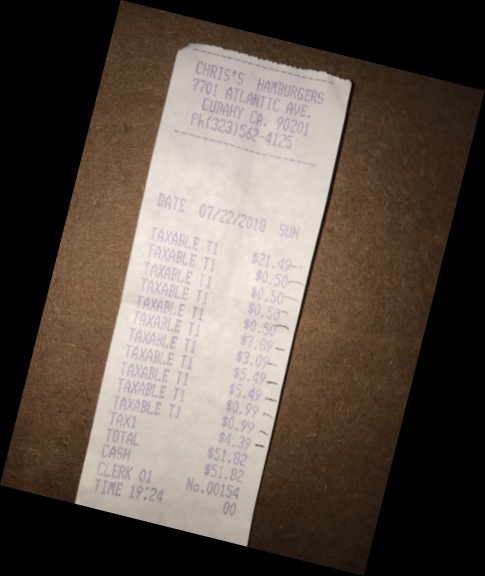 CHRIS'S HAMBURGERS
7701 ATLANTIC AVE.
CUDAHY CA. 90201
Ph(323)562-4125
DATE 07/22/2018 SUN
TAXABLE T1 $21.49
TAXABLE T1 $0.50
TAXABLE T1 $0.50
TAXABLE T1 $0.50
TAXABLE T1 $0.50
TAXABLE T1 $7.89
TAXABLE T1 $3.09
TAXABLE T1 $5.49
TAXABLE T1 $5.49
TAXABLE T1 $0.99
TAXABLE T1 $0.99
TAX1 $4.39
TOTAL $51.82
CASH $51.82
CLERK 01 No.00154
TIME 19:24 00